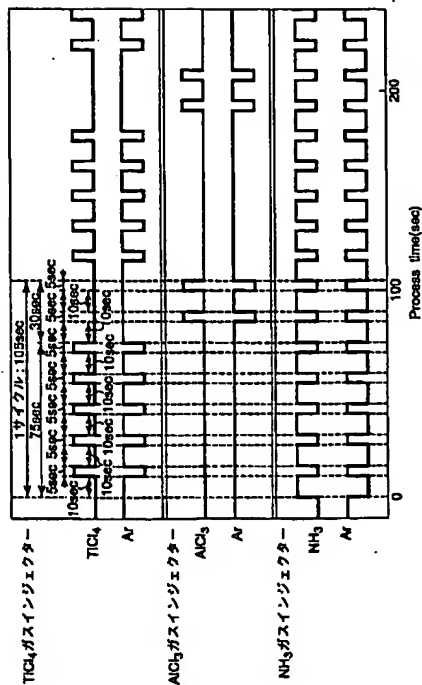 TiCl4ガスインジェクター
1サイクル:105sec
75sec
30sec
5sec 5sec 5sec 5sec 5sec 5sec 5sec
10sec
10sec
TiCl4
10sec 10sec 10sec 10sec
0sec
Ar
AlCl3ガスインジェクター
AlCl3
Ar
NH3ガスインジェクター
NH3
Ar
0 100 200
Process time(sec)